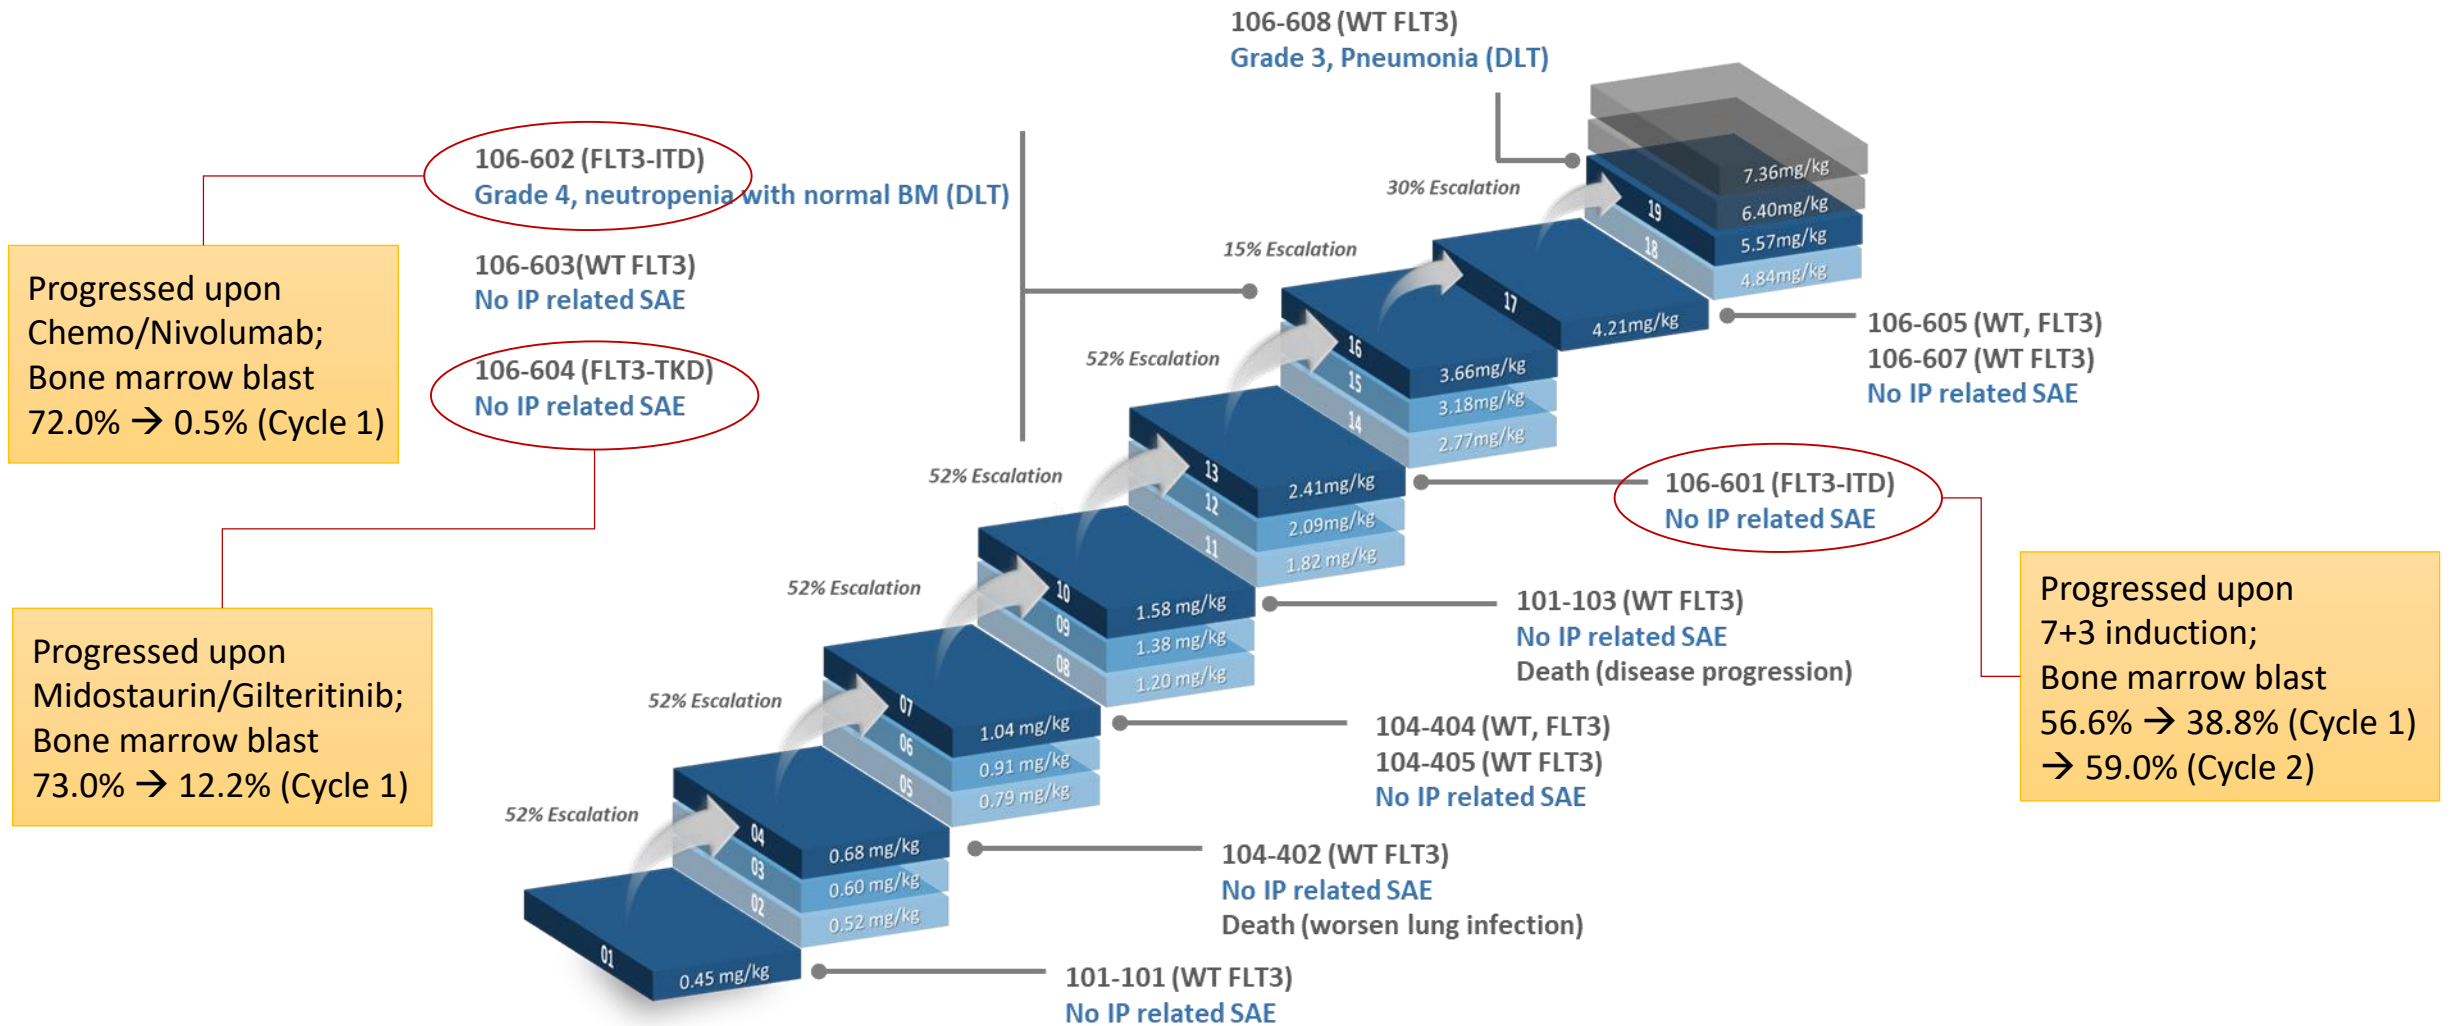 106-608 (WT FLT3)
Grade 3, Pneumonia (DLT)
106-602 (FLT3-ITD)
Grade 4, neutropenia with normal BM (DLT)
106-603(WT FLT3)
No IP related SAE
106-604 (FLT3-TKD)
No IP related SAE
Progressed upon
Chemo/Nivolumab;
Bone marrow blast
72.0% → 0.5% (Cycle 1)
Progressed upon
Midostaurin/Gilteritinib;
Bone marrow blast
73.0% → 12.2% (Cycle 1)
30% Escalation
15% Escalation
52% Escalation
52% Escalation
52% Escalation
52% Escalation
52% Escalation
7.36mg/kg
6.40mg/kg
19
5.57mg/kg
18
4.84mg/kg
17
4.21mg/kg
16
3.66mg/kg
15
3.18mg/kg
14
2.77mg/kg
13
2.41mg/kg
12
2.09mg/kg
11
1.82 mg/kg
10
1.58 mg/kg
09
1.38 mg/kg
08
1.20 mg/kg
07
1.04 mg/kg
06
0.91 mg/kg
05
0.79 mg/kg
04
0.68 mg/kg
03
0.60 mg/kg
02
0.52 mg/kg
01
0.45 mg/kg
106-605 (WT, FLT3)
106-607 (WT FLT3)
No IP related SAE
106-601 (FLT3-ITD)
No IP related SAE
Progressed upon
7+3 induction;
Bone marrow blast
56.6% → 38.8% (Cycle 1)
→ 59.0% (Cycle 2)
101-103 (WT FLT3)
No IP related SAE
Death (disease progression)
104-404 (WT, FLT3)
104-405 (WT FLT3)
No IP related SAE
104-402 (WT FLT3)
No IP related SAE
Death (worsen lung infection)
101-101 (WT FLT3)
No IP related SAE